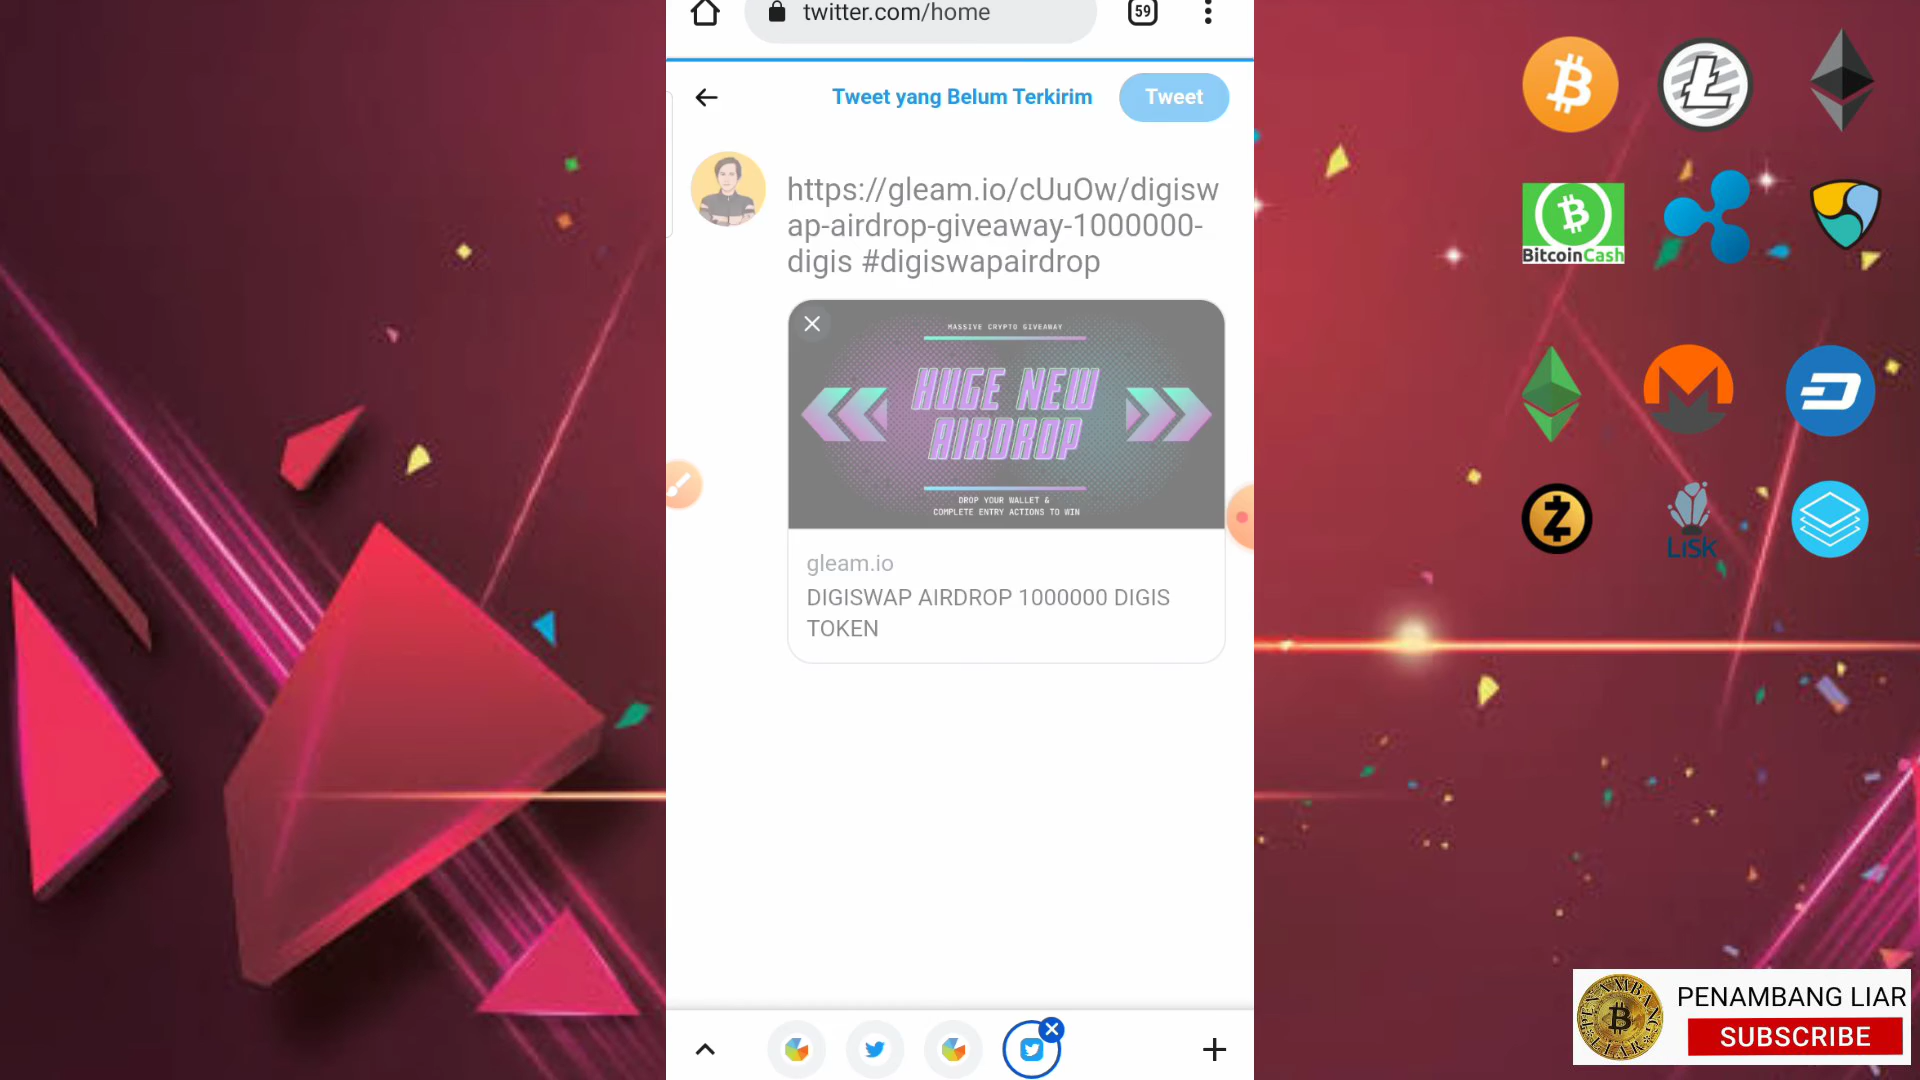 twitter.com/home
59
Tweet yang Belum Terkirim
Tweet
https://gleam.io/cUuOw/digisw
ap-airdrop-giveaway-1000000-
digis #digiswapairdrop
MASSIVE CRYPTO GIVEAWAY
HUGE NEW
AIRDROP
DROP YOUR WALLET &
COMPLETE ENTRY ACTIONS TO WIN
gleam.io
DIGISWAP AIRDROP 1000000 DIGIS
TOKEN
BitcoinCash
LiSk
PENAMBANG LIAR
PENAMBANG LIAR
SUBSCRIBE